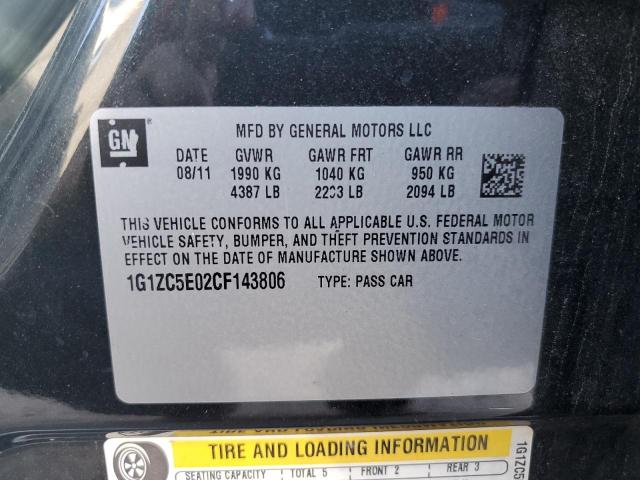 GM
MFD BY GENERAL MOTORS LLC
DATE GVWR GAWR FRT GAWR RR
08/11 1990 KG 1040 KG 950 KG
4387 LB 2293 LB 2094 LB
THIS VEHICLE CONFORMS TO ALL APPLICABLE U.S. FEDERAL MOTOR
VEHICLE SAFETY, BUMPER, AND THEFT PREVENTION STANDARDS IN
EFFECT ON THE DATE OF MANUFACTURE SHOWN ABOVE.
1G1ZC5E02CF143806 TYPE: PASS CAR
TIRE AND LOADING INFORMATION
SEATING CAPACITY TOTAL 5 FRONT 2 REAR 3
1G1ZC5